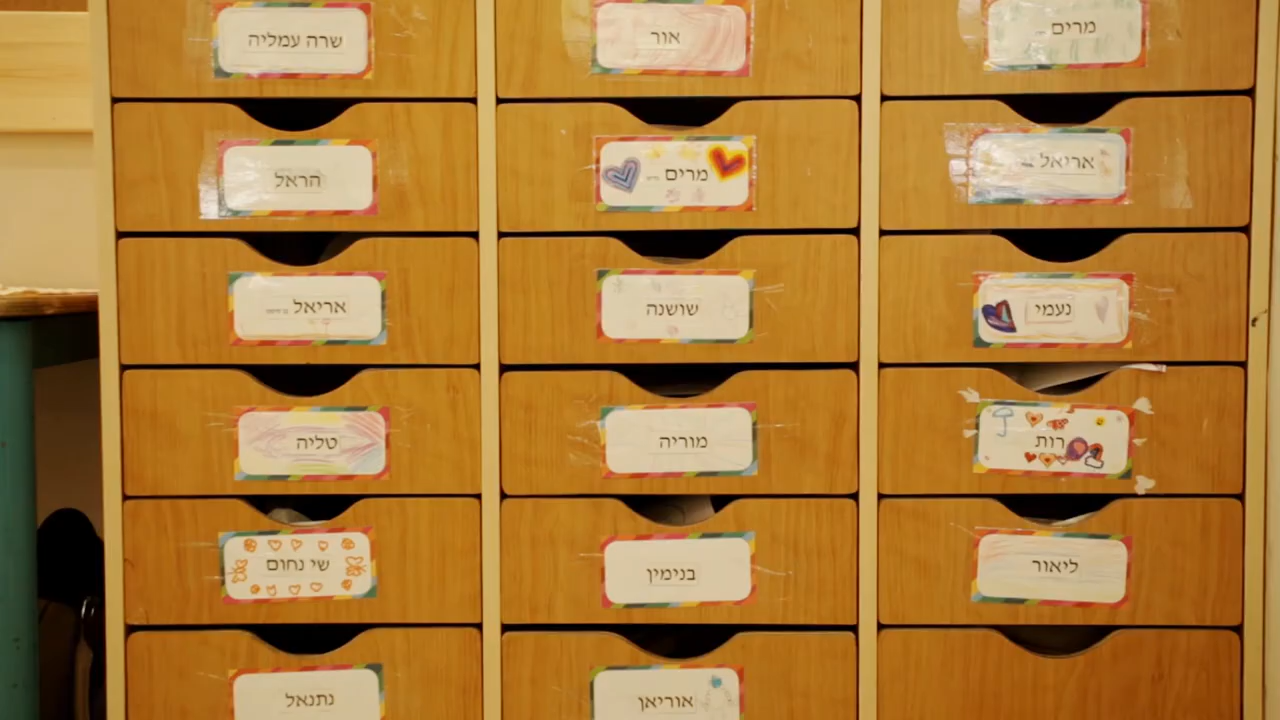 מרים
אור
שרה עמליה
אריאל
מרים
הראל
נעמי
שושנה
אריאל
רות
מוריה
טליה
ליאור
בנימין
שי נחום
אוריאן
נתנאל